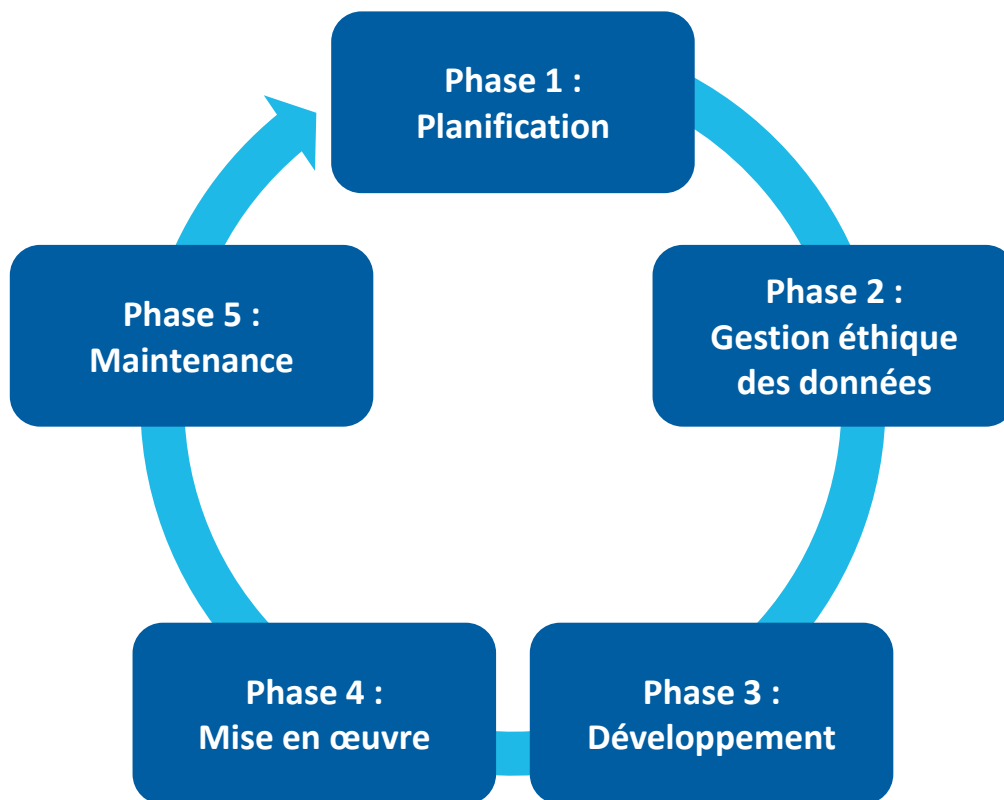 Phase 1 :
Planification
Phase 2 :
Gestion éthique
des données
Phase 3 :
Développement
Phase 4 :
Mise en œuvre
Phase 5 :
Maintenance